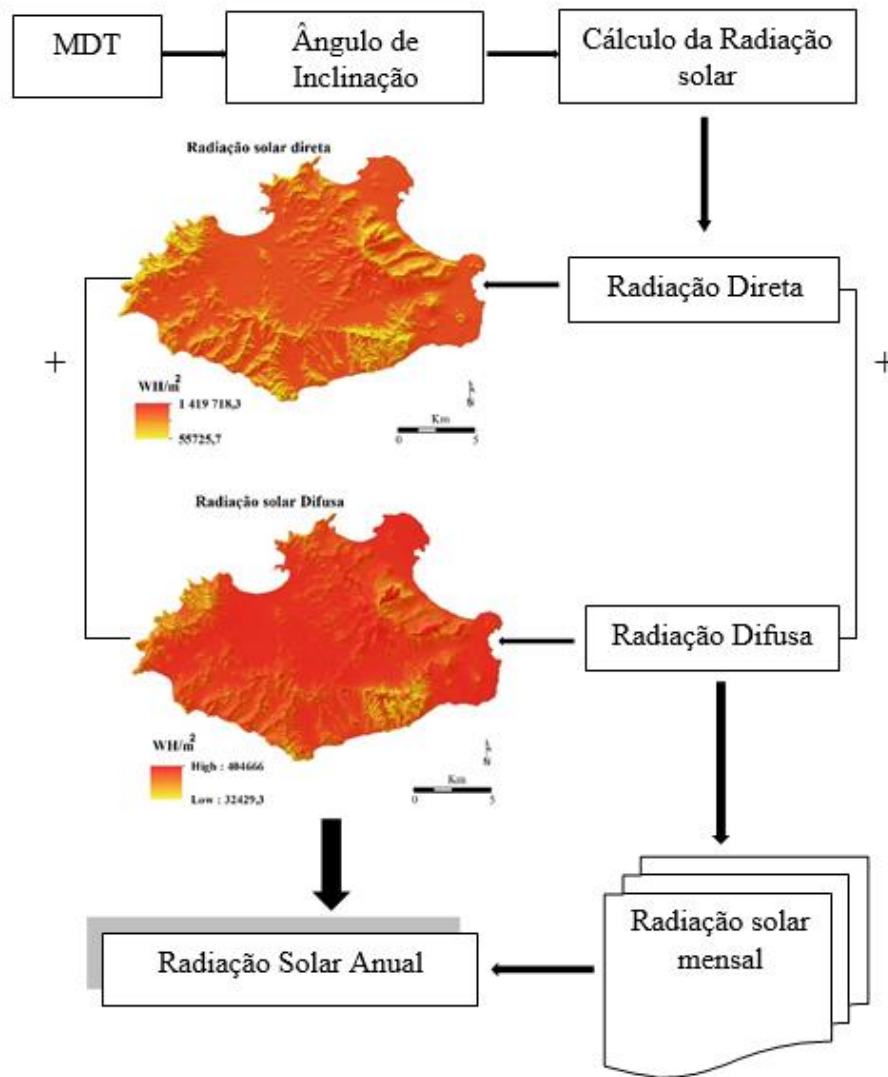 MDT
Ângulo de
Inclinação
Cálculo da Radiação
solar
Radiação solar direta
Radiação Direta
+
+
WH/m²
1 419 718,3
55725,7
N
Km
0 5
Radiação solar Difusa
Radiação Difusa
WH/m²
High : 404666
Low : 32429,3
N
Km
0 5
Radiação solar
mensal
Radiação Solar Anual